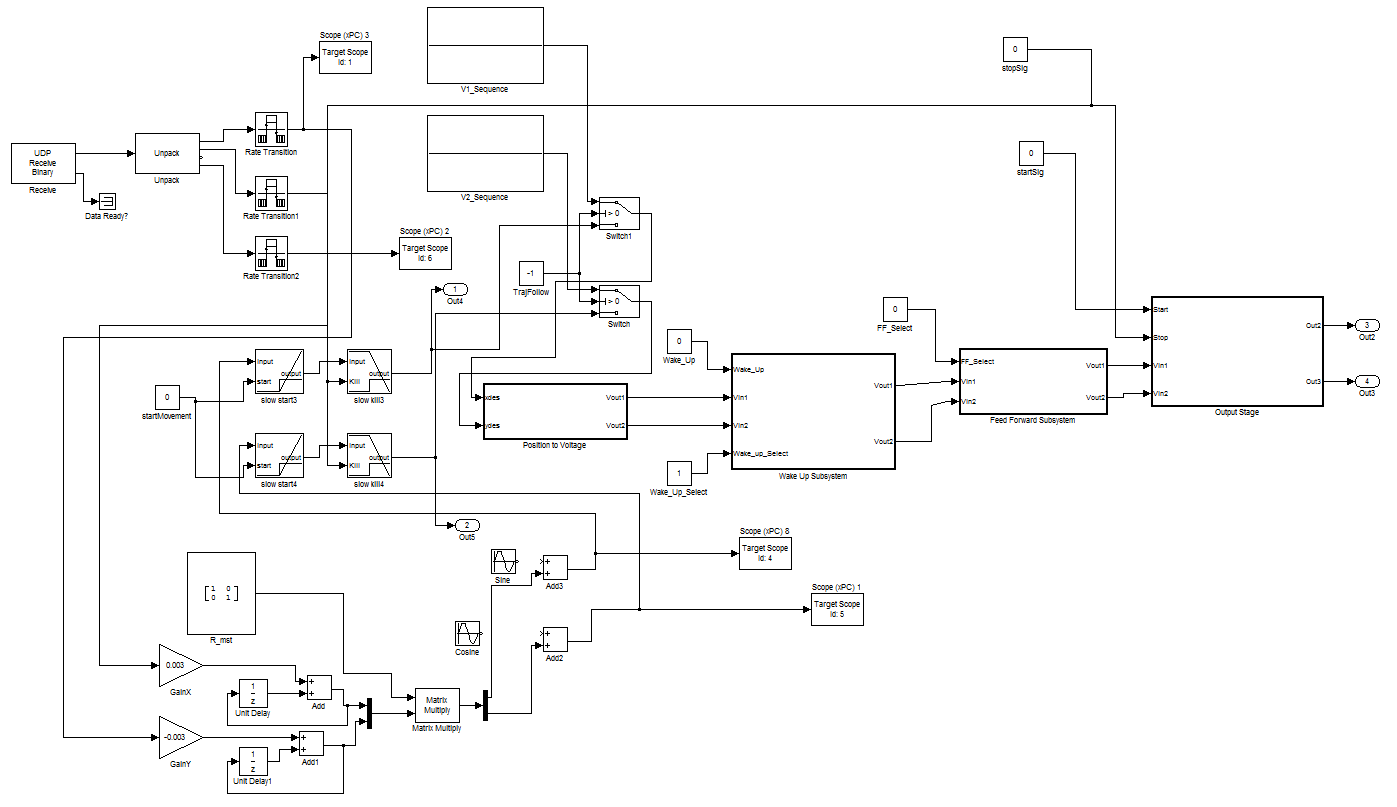 Scope (xPC) 3
Target Scope
Id: 1
V1_Sequence
0
stopSig
UDP
Receive
Binary
Receive
Data Ready?
Unpack
Unpack
Rate Transition
Rate Transition1
Rate Transition2
V2_Sequence
0
startSig
> 0
Switch1
Scope (xPC) 2
Target Scope
Id: 6
-1
TrajFollow
1
Out4
> 0
Switch
0
Wake_Up
0
FF_Select
Start
Stop
Vin1
Vin2
Out2
Out3
Output Stage
3
Out2
4
Out3
0
startMovement
Input
start
output
slow start3
Input
Kill
output
slow kill3
Input
start
output
slow start4
Input
Kill
output
slow kill4
xdes
ydes
Vout1
Vout2
Position to Voltage
Wake_Up
Vin1
Vin2
Wake_up_Select
Vout1
Vout2
Wake Up Subsystem
FF_Select
Vin1
Vin2
Vout1
Vout2
Feed Forward Subsystem
1
Wake_Up_Select
2
Out5
Scope (xPC) 8
Target Scope
Id: 4
Scope (xPC) 1
Target Scope
Id: 5
Sine
+
+
Add3
Cosine
+
+
Add2
1 0
0 1
R_mst
0.003
GainX
1
z
Unit Delay
+
+
Add
Matrix
Multiply
Matrix Multiply
-0.003
GainY
1
z
Unit Delay1
+
+
Add1